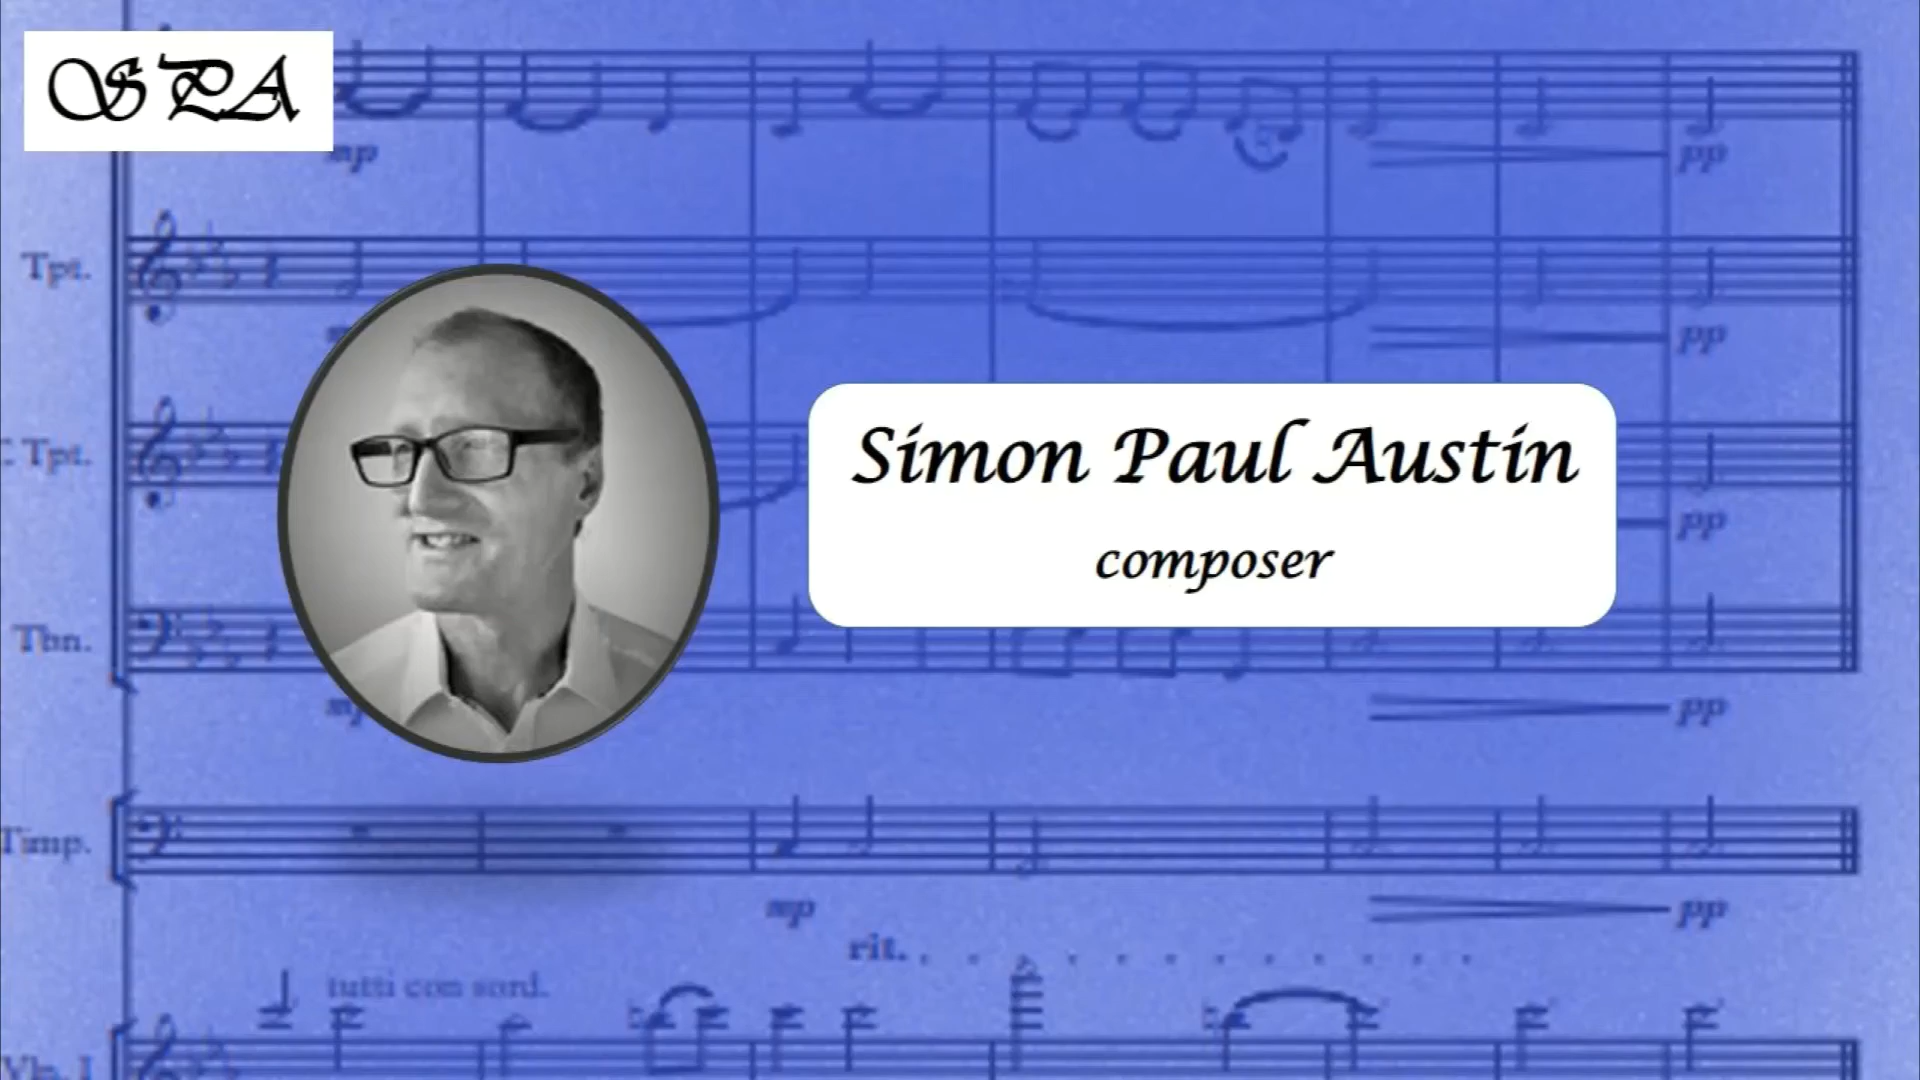 SPA
mp
pp
Tpt.
pp
C Tpt.
pp
Tbn.
pp
Timp.
mp
pp
rit.
tutti con sord.
Vln. I
Simon Paul Austin
composer